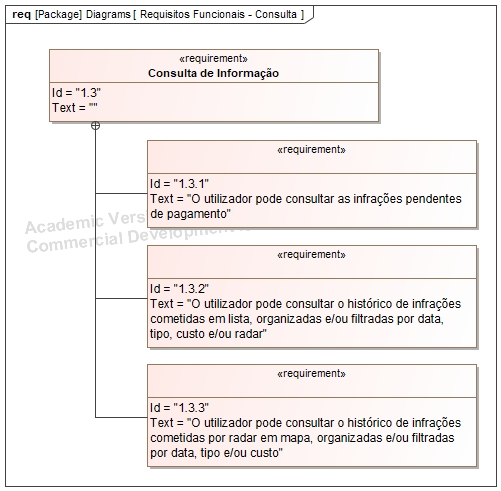 req [Package] Diagrams [ Requisitos Funcionais - Consulta ]
«requirement»
Consulta de Informação
Id = "1.3"
Text = ""
«requirement»
Id = "1.3.1"
Text = "O utilizador pode consultar as infrações pendentes
de pagamento"
Academic Vers
Commercial Development
«requirement»
Id = "1.3.2"
Text = "O utilizador pode consultar o histórico de infrações
cometidas em lista, organizadas e/ou filtradas por data,
tipo, custo e/ou radar"
«requirement»
Id = "1.3.3"
Text = "O utilizador pode consultar o histórico de infrações
cometidas por radar em mapa, organizadas e/ou filtradas
por data, tipo e/ou custo"